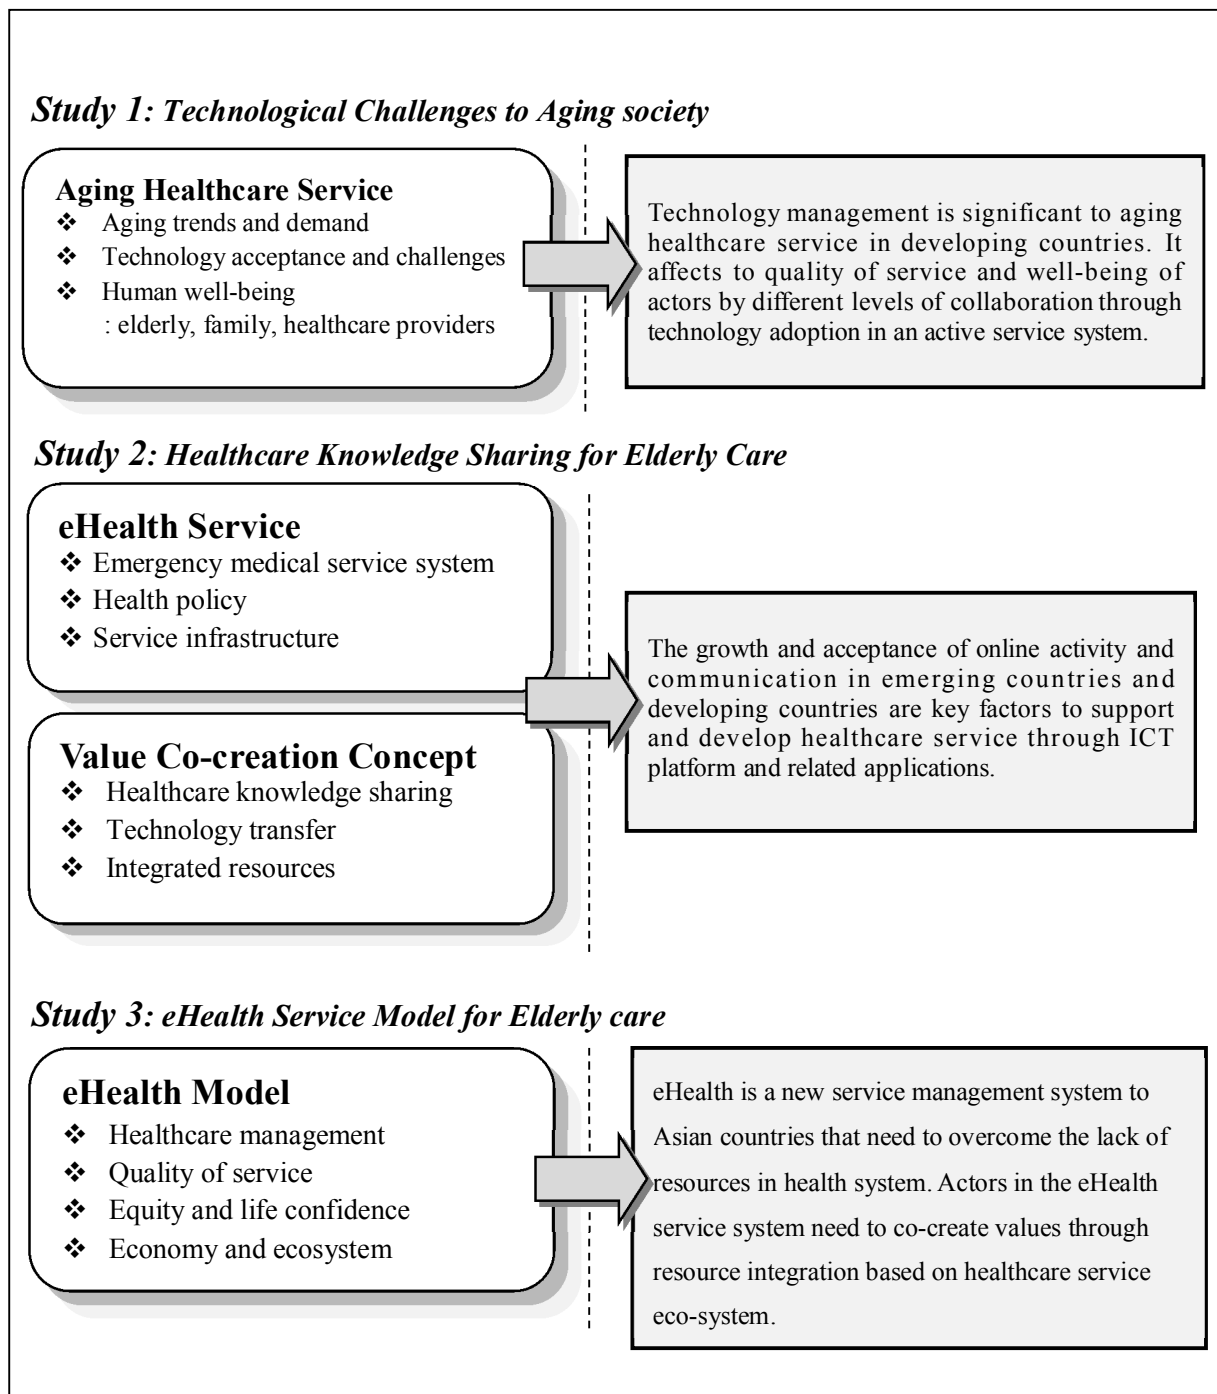 Study 1: Technological Challenges to Aging society
Aging Healthcare Service
❖ Aging trends and demand
❖ Technology acceptance and challenges
❖ Human well-being
: elderly, family, healthcare providers
Technology management is significant to aging
healthcare service in developing countries. It
affects to quality of service and well-being of
actors by different levels of collaboration through
technology adoption in an active service system.
Study 2: Healthcare Knowledge Sharing for Elderly Care
eHealth Service
❖ Emergency medical service system
❖ Health policy
❖ Service infrastructure
Value Co-creation Concept
❖ Healthcare knowledge sharing
❖ Technology transfer
❖ Integrated resources
The growth and acceptance of online activity and
communication in emerging countries and
developing countries are key factors to support
and develop healthcare service through ICT
platform and related applications.
Study 3: eHealth Service Model for Elderly care
eHealth Model
❖ Healthcare management
❖ Quality of service
❖ Equity and life confidence
❖ Economy and ecosystem
eHealth is a new service management system to
Asian countries that need to overcome the lack of
resources in health system. Actors in the eHealth
service system need to co-create values through
resource integration based on healthcare service
eco-system.